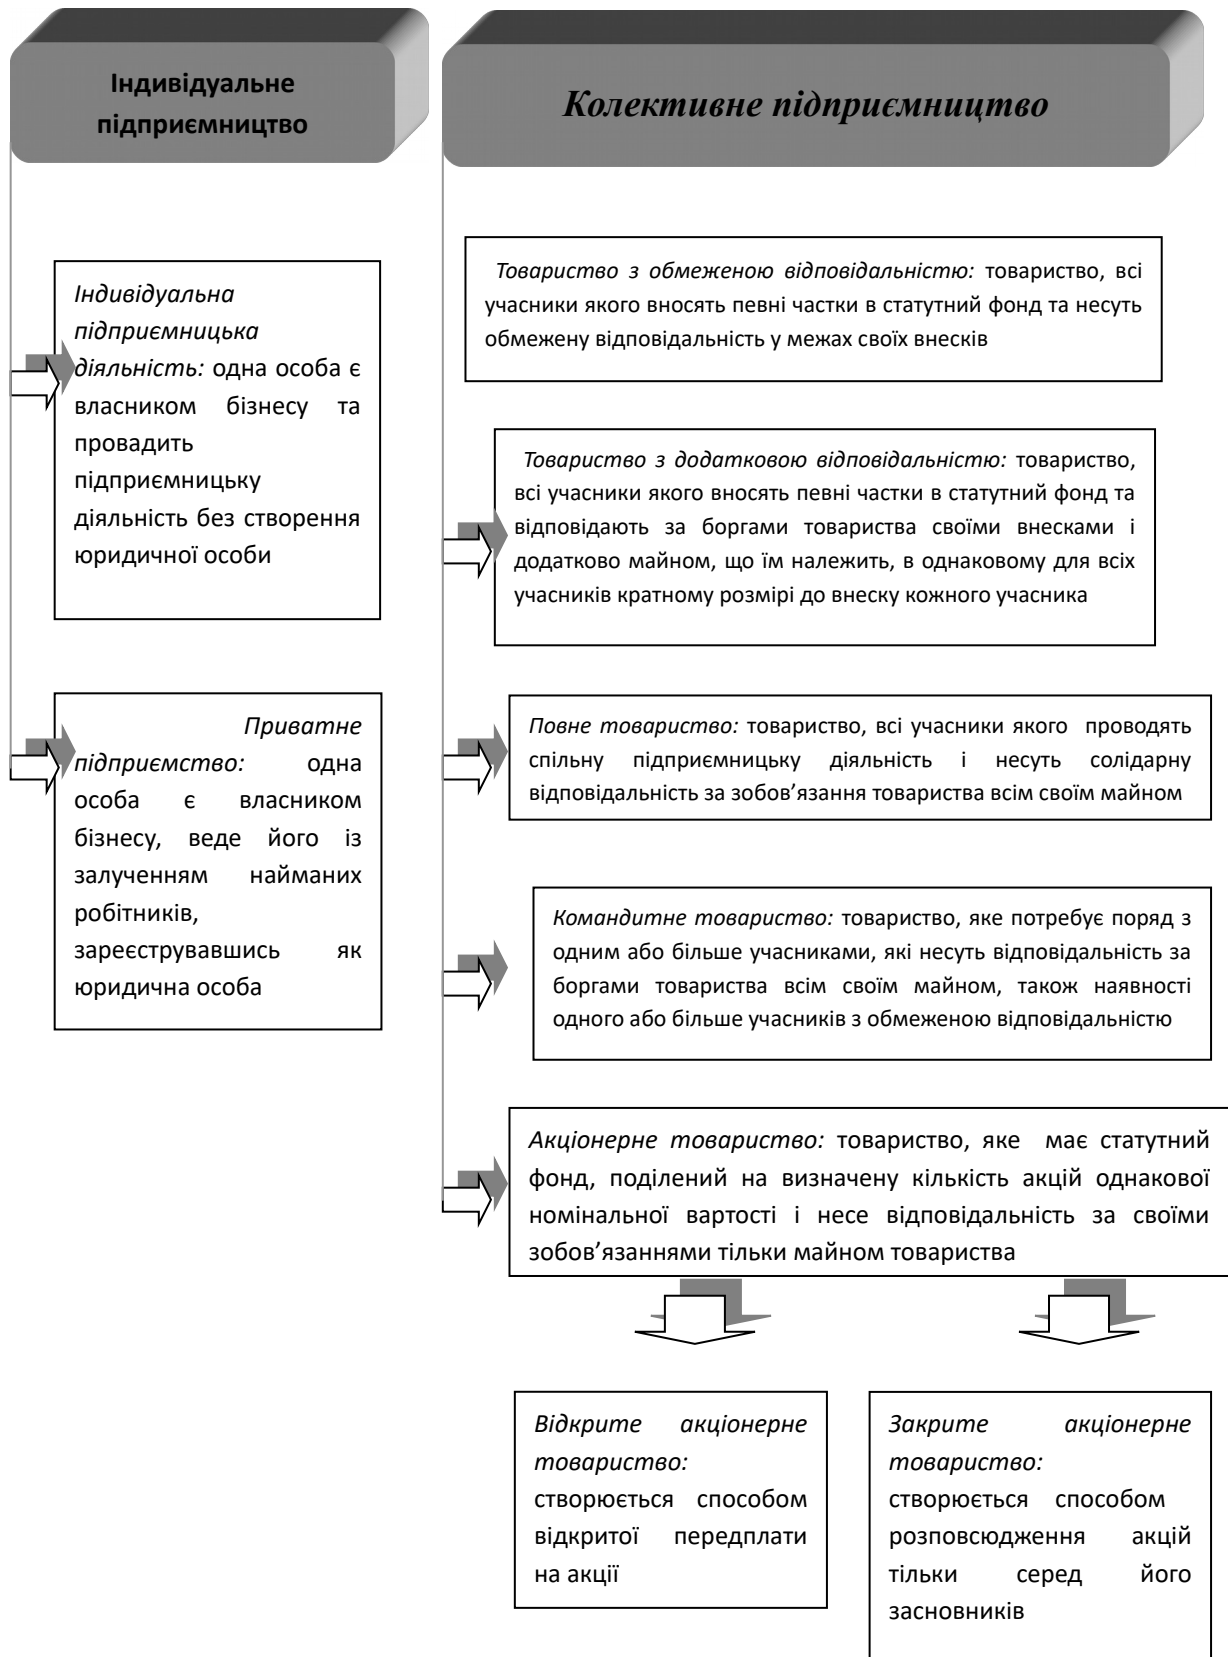 Індивідуальне
підприємництво
Колективне підприємництво
Індивідуальна
підприємницька
діяльність: одна особа є
власником бізнесу та
провадить
підприємницьку
діяльність без створення
юридичної особи
Приватне
підприємство: одна
особа є власником
бізнесу, веде його із
залученням найманих
робітників,
зареєструвавшись як
юридична особа
Товариство з обмеженою відповідальністю: товариство, всі
учасники якого вносять певні частки в статутний фонд та несуть
обмежену відповідальність у межах своїх внесків
Товариство з додатковою відповідальністю: товариство,
всі учасники якого вносять певні частки в статутний фонд та
відповідають за боргами товариства своїми внесками і
додатково майном, що їм належить, в однаковому для всіх
учасників кратному розмірі до внеску кожного учасника
Повне товариство: товариство, всі учасники якого проводять
спільну підприємницьку діяльність і несуть солідарну
відповідальність за зобов’язання товариства всім своїм майном
Командитне товариство: товариство, яке потребує поряд з
одним або більше учасниками, які несуть відповідальність за
боргами товариства всім своїм майном, також наявності
одного або більше учасників з обмеженою відповідальністю
Акціонерне товариство: товариство, яке має статутний
фонд, поділений на визначену кількість акцій однакової
номінальної вартості і несе відповідальність за своїми
зобов’язаннями тільки майном товариства
Відкрите акціонерне
товариство:
створюється способом
відкритої передплати
на акції
Закрите акціонерне
товариство:
створюється способом
розповсюдження акцій
тільки серед його
засновників